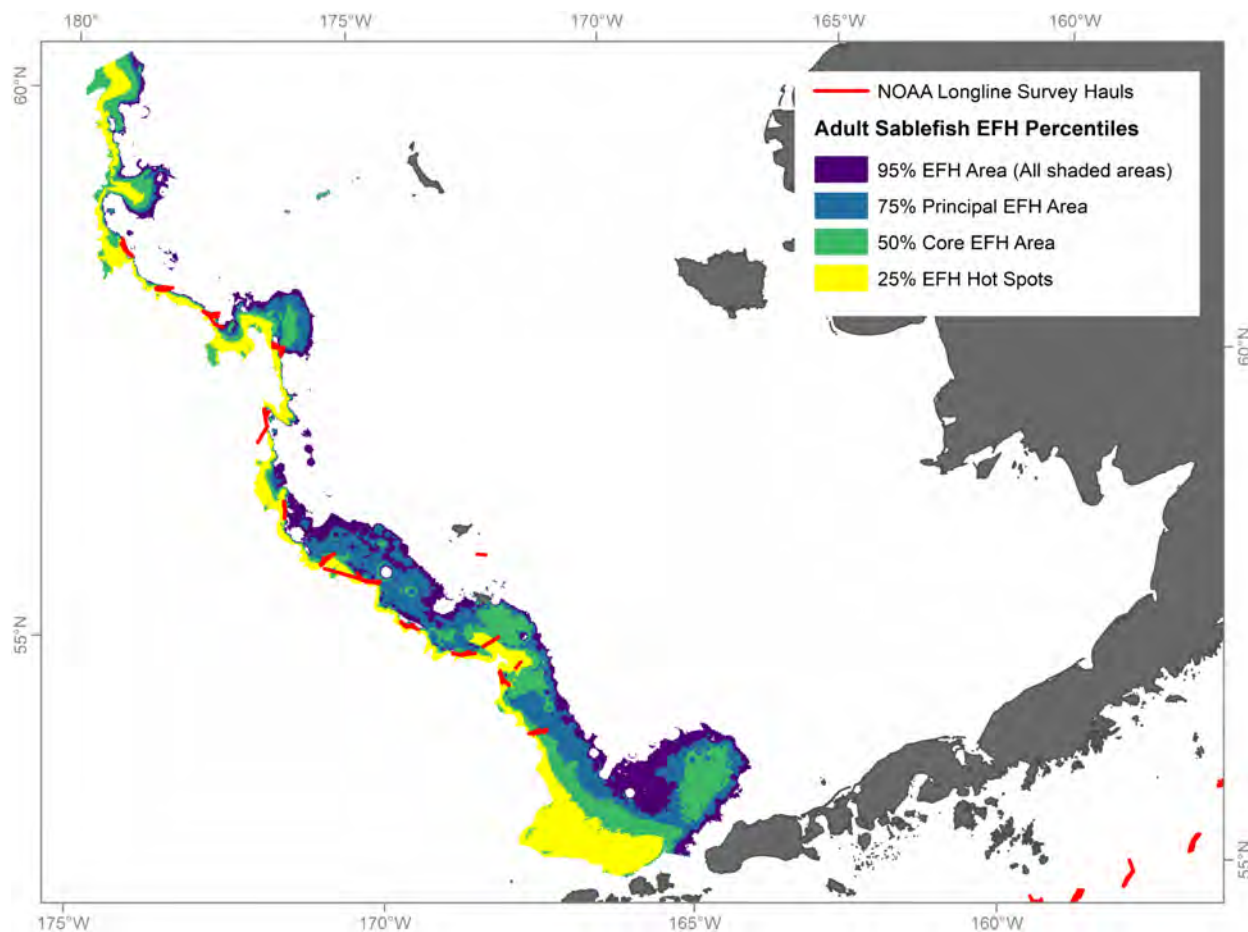 180° 175°W 170°W 165°W 160°W
60°N
NOAA Longline Survey Hauls
Adult Sablefish EFH Percentiles
95% EFH Area (All shaded areas)
75% Principal EFH Area
50% Core EFH Area
25% EFH Hot Spots
60°N
55°N
55°N
175°W 170°W 165°W 160°W